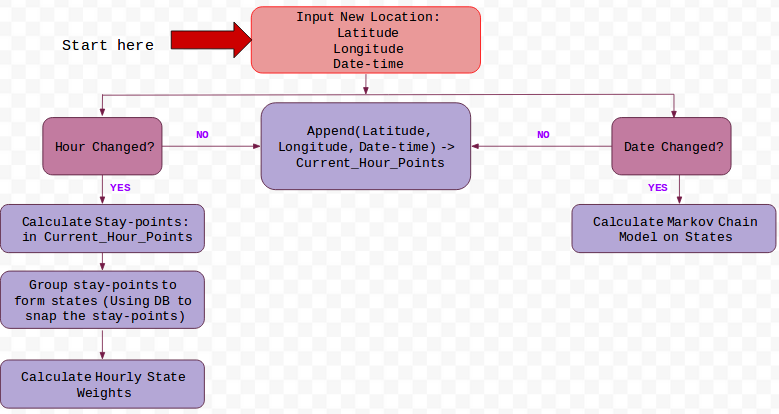 Start here
Input New Location:
Latitude
Longitude
Date-time
Hour Changed?
NO
Append(Latitude,
Longitude, Date-time) ->
Current_Hour_Points
NO
Date Changed?
YES
YES
Calculate Stay-points:
in Current_Hour_Points
Calculate Markov Chain
Model on States
Group stay-points to
form states (Using DB to
snap the stay-points)
Calculate Hourly State
Weights